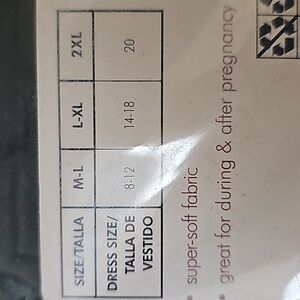 SIZE/TALLA M-L L-XL 2XL
DRESS SIZE/
TALLA DE
VESTIDO 8-12 14-18 20
• super-soft fabric
• great for during & after pregnancy